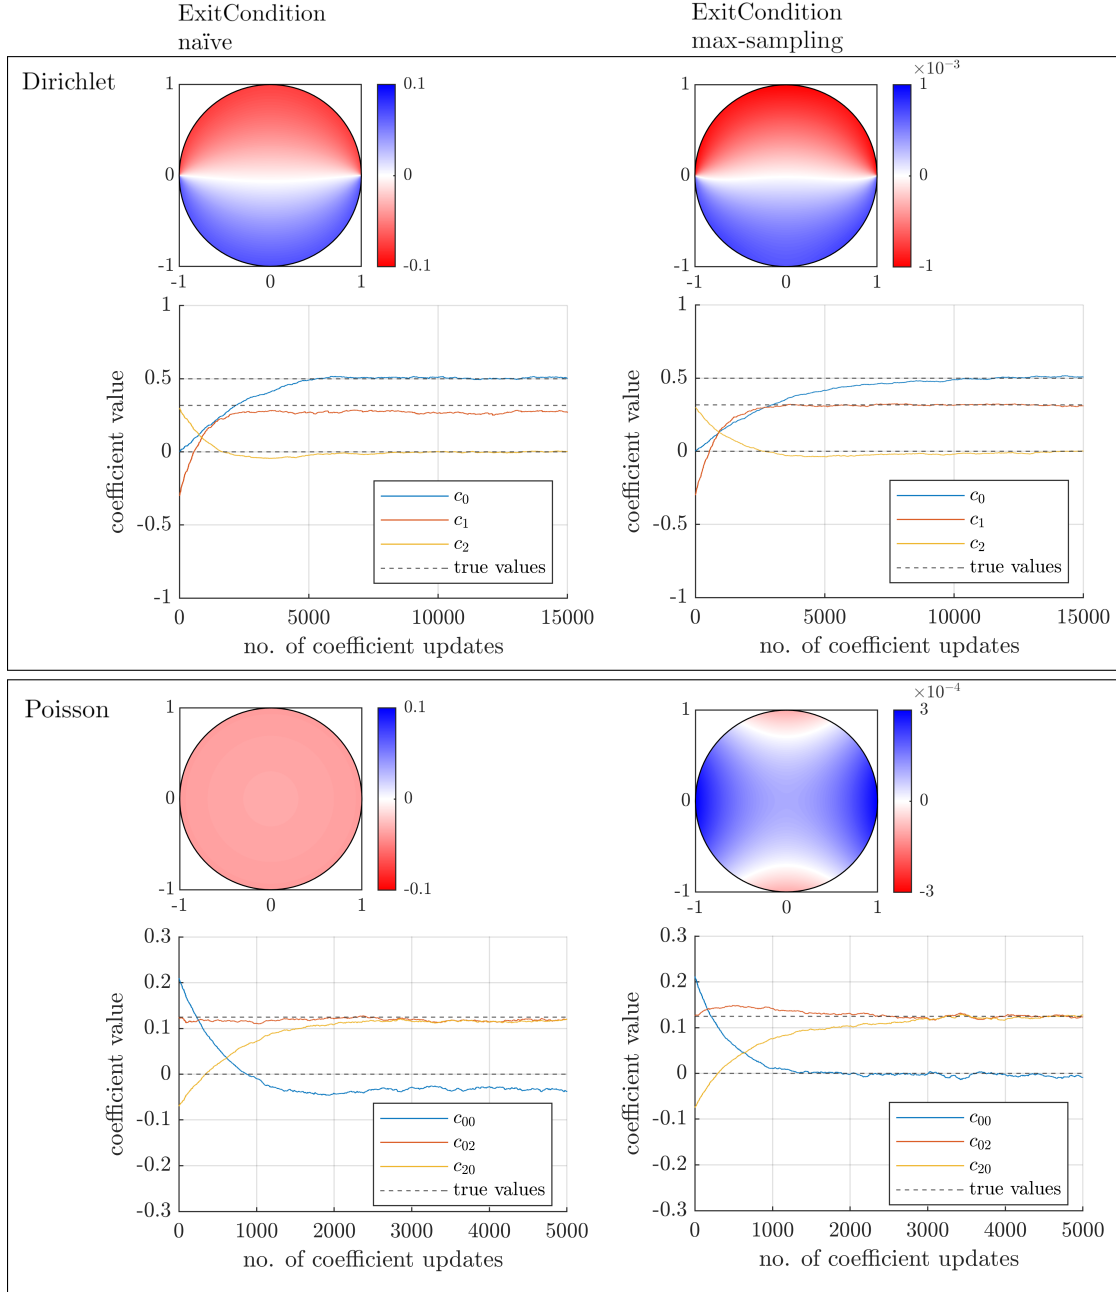 ExitCondition
naïve
ExitCondition
max-sampling
Dirichlet
1
0
-1
-1
0
1
0.1
0
-0.1
×10⁻³
1
0
-1
-1
0
1
1
0
-1
coefficient value
1
0.5
0
-0.5
-1
0
5000
10000
15000
no. of coefficient updates
c₀
c₁
c₂
true values
coefficient value
1
0.5
0
-0.5
-1
0
5000
10000
15000
no. of coefficient updates
c₀
c₁
c₂
true values
Poisson
1
0
-1
-1
0
1
0.1
0
-0.1
×10⁻⁴
1
0
-1
-1
0
1
3
0
-3
coefficient value
0.3
0.2
0.1
0
-0.1
-0.2
-0.3
0
1000
2000
3000
4000
5000
no. of coefficient updates
c₀₀
c₀₂
c₂₀
true values
coefficient value
0.3
0.2
0.1
0
-0.1
-0.2
-0.3
0
1000
2000
3000
4000
5000
no. of coefficient updates
c₀₀
c₀₂
c₂₀
true values